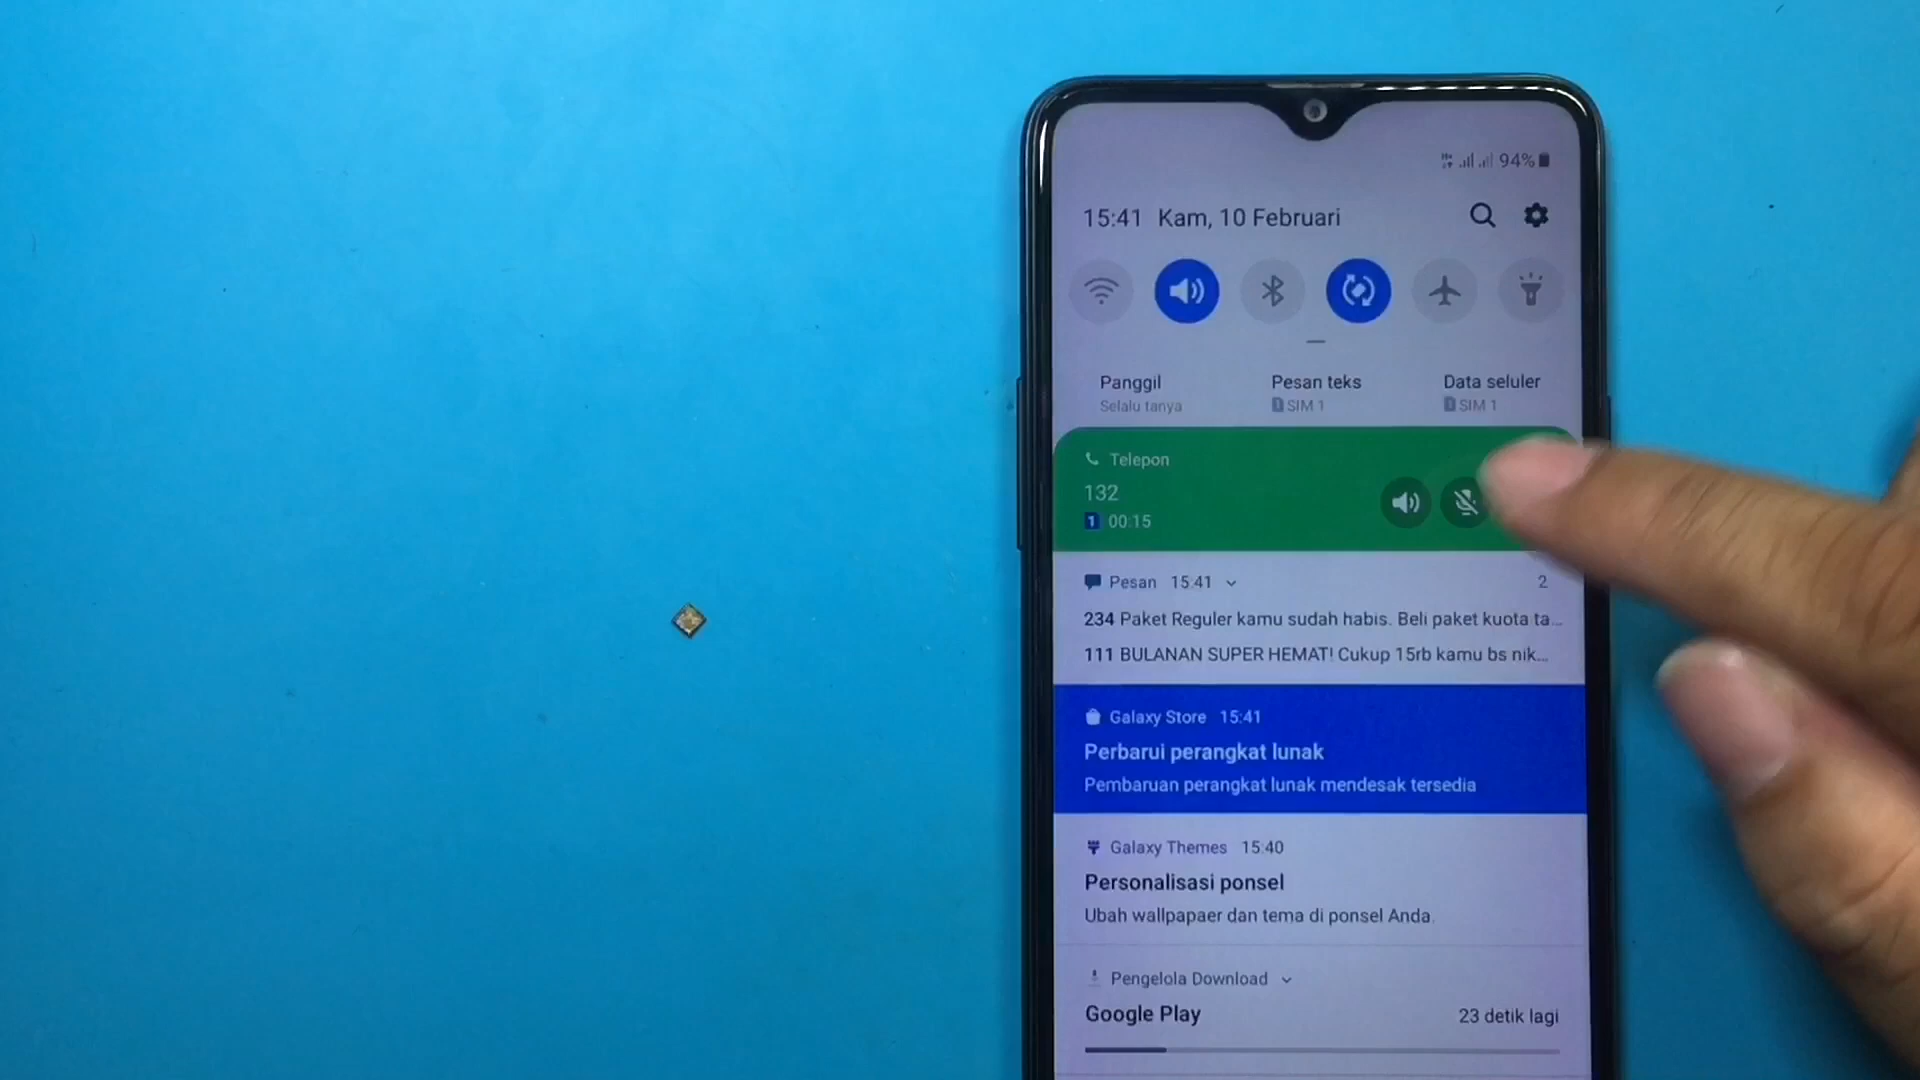 94%
15:41 Kam, 10 Februari
Panggil Pesan teks Data seluler
Selalu tanya 1 SIM 1 1 SIM 1
Telepon
132
1 00:15
Pesan 15:41 2
234 Paket Reguler kamu sudah habis. Beli paket kuota ta...
111 BULANAN SUPER HEMAT! Cukup 15rb kamu bs nik...
Galaxy Store 15:41
Perbarui perangkat lunak
Pembaruan perangkat lunak mendesak tersedia
Galaxy Themes 15:40
Personalisasi ponsel
Ubah wallpapaer dan tema di ponsel Anda.
Pengelola Download
Google Play 23 detik lagi